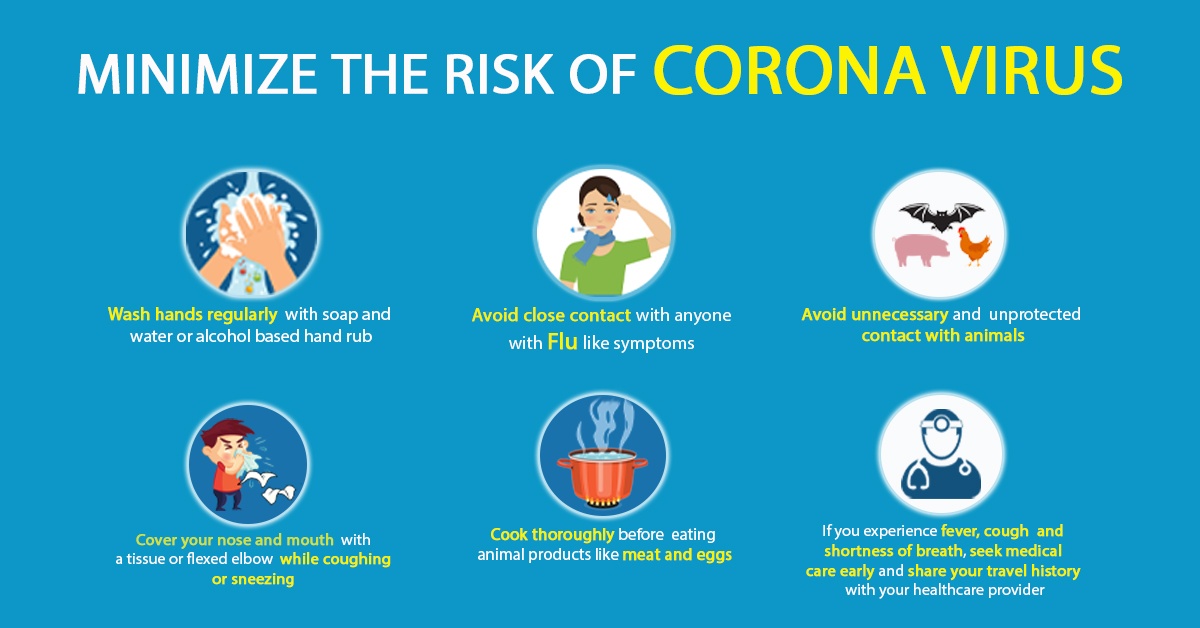 MINIMIZE THE RISK OF CORONA VIRUS
Wash hands regularly with soap and
water or alcohol based hand rub
Avoid close contact with anyone
with Flu like symptoms
Avoid unnecessary and unprotected
contact with animals
Cover your nose and mouth with
a tissue or flexed elbow while coughing
or sneezing
Cook thoroughly before eating
animal products like meat and eggs
If you experience fever, cough and
shortness of breath, seek medical
care early and share your travel history
with your healthcare provider